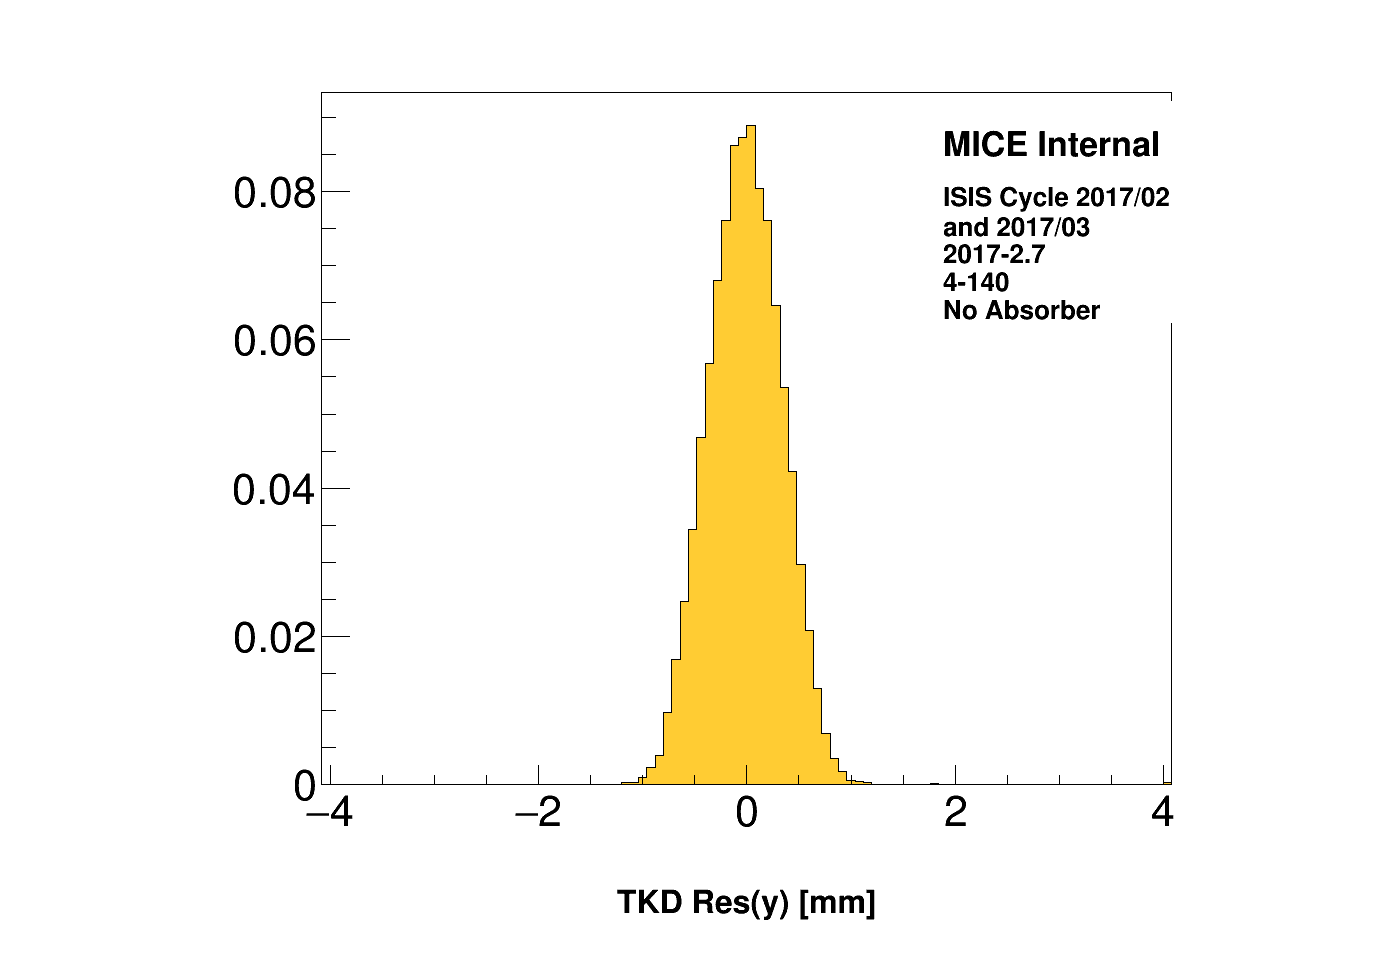 MICE Internal
ISIS Cycle 2017/02
and 2017/03
2017-2.7
4-140
No Absorber
0.08
0.06
0.04
0.02
0
−4 −2 0 2 4
TKD Res(y) [mm]